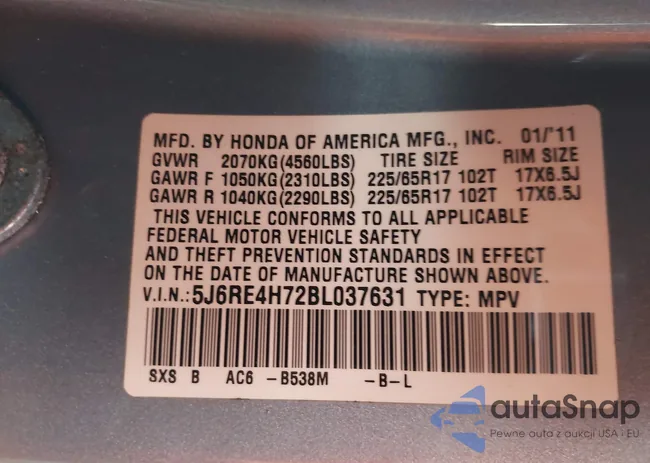 MFD. BY HONDA OF AMERICA MFG., INC. 01/'11
GVWR 2070KG(4560LBS) TIRE SIZE RIM SIZE
GAWR F 1050KG(2310LBS) 225/65R17 102T 17X6.5J
GAWR R 1040KG(2290LBS) 225/65R17 102T 17X6.5J
THIS VEHICLE CONFORMS TO ALL APPLICABLE
FEDERAL MOTOR VEHICLE SAFETY
AND THEFT PREVENTION STANDARDS IN EFFECT
ON THE DATE OF MANUFACTURE SHOWN ABOVE.
V.I.N.:5J6RE4H72BL037631 TYPE: MPV
SXS B AC6 -B538M -B-L
autaSnap
Pewne auta z aukcji USA i EU